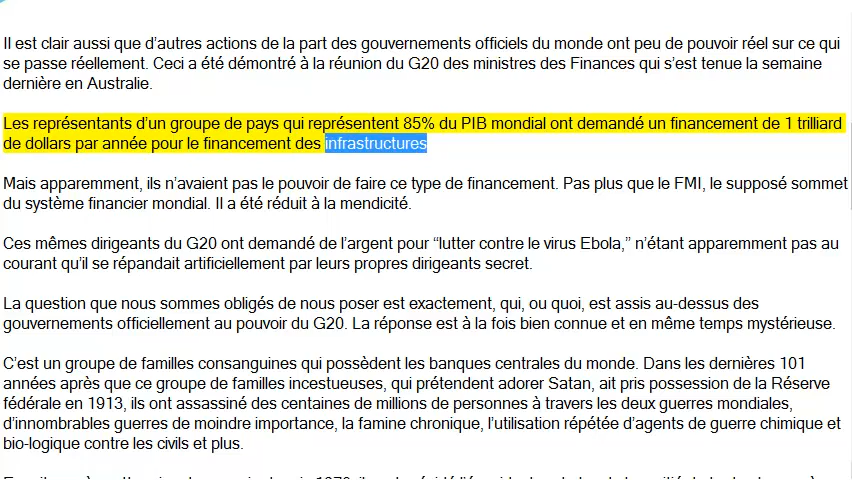 Il est clair aussi que d'autres actions de la part des gouvernements officiels du monde ont peu de pouvoir réel sur ce qui
se passe réellement. Ceci a été démontré à la réunion du G20 des ministres des Finances qui s'est tenue la semaine
dernière en Australie.
Les représentants d'un groupe de pays qui représentent 85% du PIB mondial ont demandé un financement de 1 trilliard
de dollars par année pour le financement des infrastructures
Mais apparemment, ils n'avaient pas le pouvoir de faire ce type de financement. Pas plus que le FMI, le supposé sommet
du système financier mondial. Il a été réduit à la mendicité.
Ces mêmes dirigeants du G20 ont demandé de l'argent pour “lutter contre le virus Ebola,” n'étant apparemment pas au
courant qu'il se répandait artificiellement par leurs propres dirigeants secret.
La question que nous sommes obligés de nous poser est exactement, qui, ou quoi, est assis au-dessus des
gouvernements officiellement au pouvoir du G20. La réponse est à la fois bien connue et en même temps mystérieuse.
C'est un groupe de familles consanguines qui possèdent les banques centrales du monde. Dans les dernières 101
années après que ce groupe de familles incestueuses, qui prétendent adorer Satan, ait pris possession de la Réserve
fédérale en 1913, ils ont assassiné des centaines de millions de personnes à travers les deux guerres mondiales,
d'innombrables guerres de moindre importance, la famine chronique, l'utilisation répétée d'agents de guerre chimique et
bio-logique contre les civils et plus.